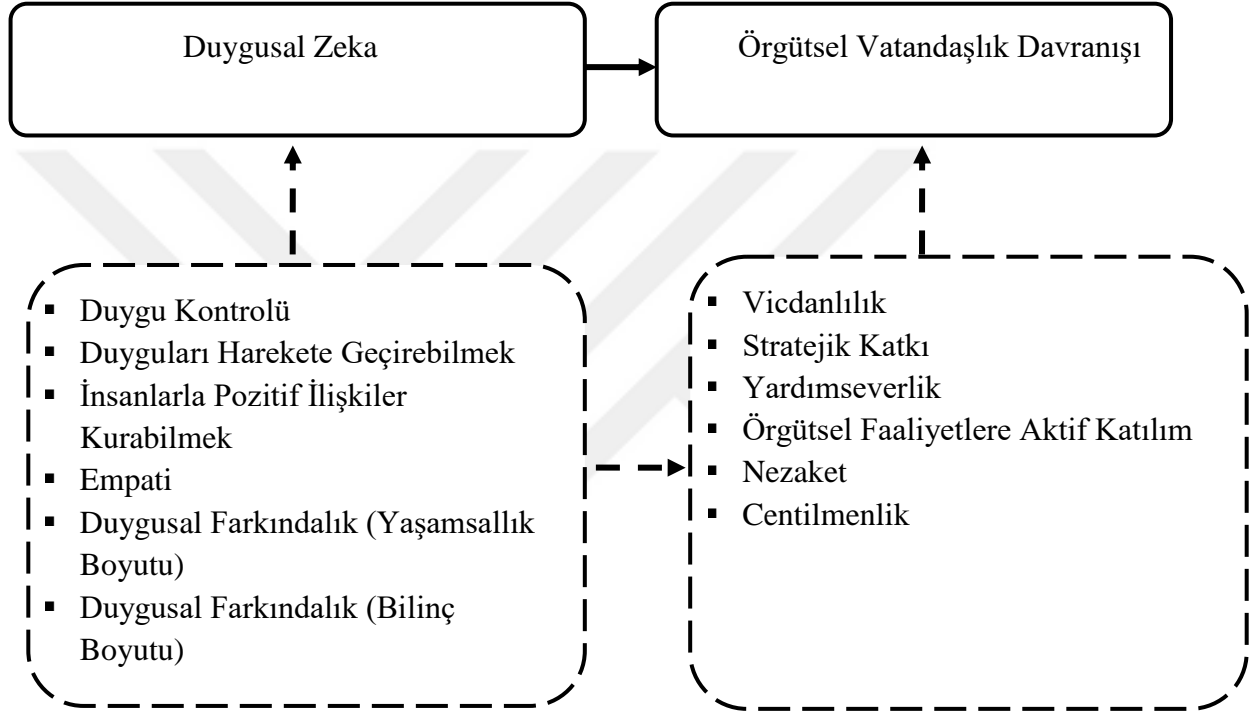 Duygusal Zeka
Örgütsel Vatandaşlık Davranışı
▪ Duygu Kontrolü
▪ Duyguları Harekete Geçirebilmek
▪ İnsanlarla Pozitif İlişkiler
Kurabilmek
▪ Empati
▪ Duygusal Farkındalık (Yaşamsallık
Boyutu)
▪ Duygusal Farkındalık (Bilinç
Boyutu)
▪ Vicdanlılık
▪ Stratejik Katkı
▪ Yardımseverlik
▪ Örgütsel Faaliyetlere Aktif Katılım
▪ Nezaket
▪ Centilmenlik